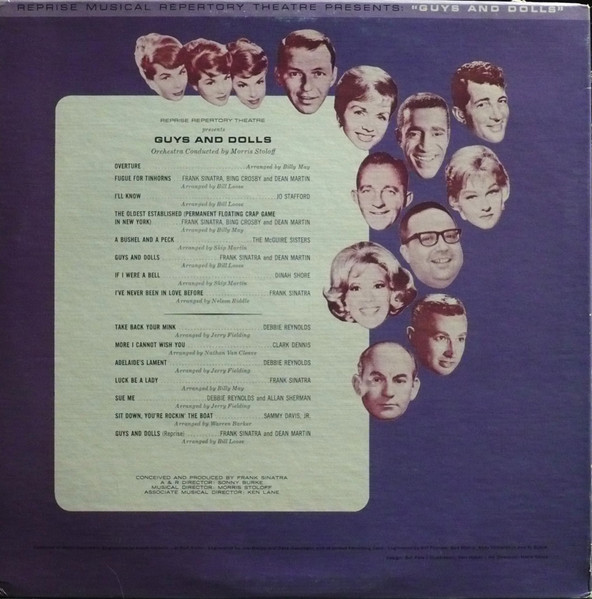 REPRISE MUSICAL REPERTORY THEATRE PRESENTS: "GUYS AND DOLLS"
REPRISE REPERTORY THEATRE
presents
GUYS AND DOLLS
Orchestra Conducted by Morris Stoloff
OVERTURE Arranged by Billy May
FUGUE FOR TINHORNS FRANK SINATRA, BING CROSBY and DEAN MARTIN
Arranged by Bill Loose
I'LL KNOW JO STAFFORD
Arranged by Bill Loose
THE OLDEST ESTABLISHED (PERMANENT FLOATING CRAP GAME
IN NEW YORK) FRANK SINATRA, BING CROSBY and DEAN MARTIN
Arranged by Billy May
A BUSHEL AND A PECK THE McGUIRE SISTERS
Arranged by Skip Martin
GUYS AND DOLLS FRANK SINATRA and DEAN MARTIN
Arranged by Bill Loose
IF I WERE A BELL DINAH SHORE
Arranged by Skip Martin
I'VE NEVER BEEN IN LOVE BEFORE FRANK SINATRA
Arranged by Nelson Riddle
TAKE BACK YOUR MINK DEBBIE REYNOLDS
Arranged by Jerry Fielding
MORE I CANNOT WISH YOU CLARK DENNIS
Arranged by Nathan Van Cleave
ADELAIDE'S LAMENT DEBBIE REYNOLDS
Arranged by Jerry Fielding
LUCK BE A LADY FRANK SINATRA
Arranged by Billy May
SUE ME DEBBIE REYNOLDS and ALLAN SHERMAN
Arranged by Jerry Fielding
SIT DOWN, YOU'RE ROCKIN' THE BOAT SAMMY DAVIS, JR.
Arranged by Warren Barker
GUYS AND DOLLS (Reprise) FRANK SINATRA and DEAN MARTIN
Arranged by Bill Loose
CONCEIVED AND PRODUCED BY FRANK SINATRA
A & R DIRECTOR: SONNY BURKE
MUSICAL DIRECTOR: MORRIS STOLOFF
ASSOCIATE MUSICAL DIRECTOR: KEN LANE